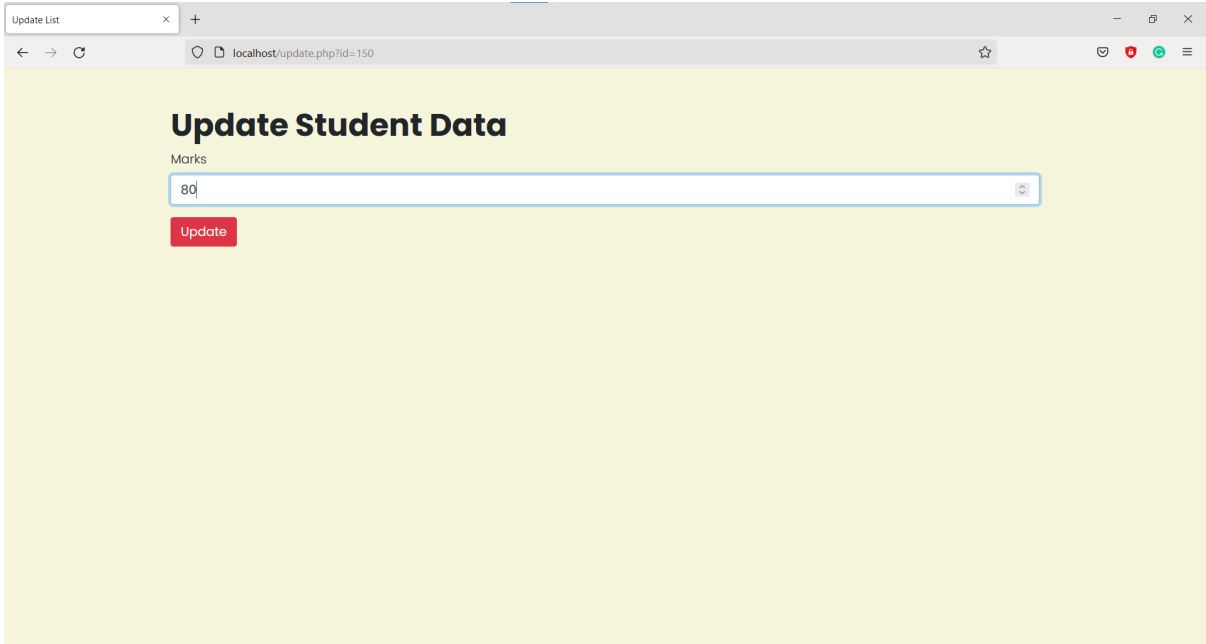 Update List
localhost/update.php?id=150
Update Student Data
Marks
80
Update